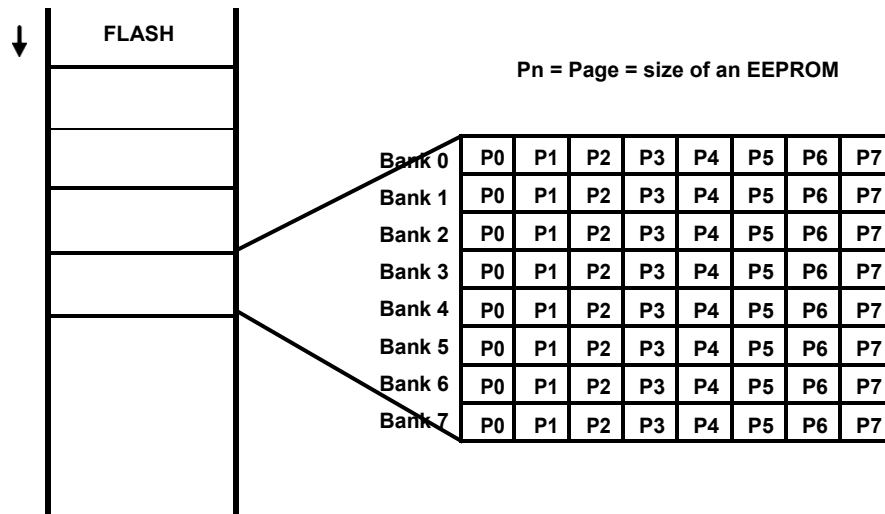 FLASH
Pn = Page = size of an EEPROM
Bank 0 P0 P1 P2 P3 P4 P5 P6 P7
Bank 1 P0 P1 P2 P3 P4 P5 P6 P7
Bank 2 P0 P1 P2 P3 P4 P5 P6 P7
Bank 3 P0 P1 P2 P3 P4 P5 P6 P7
Bank 4 P0 P1 P2 P3 P4 P5 P6 P7
Bank 5 P0 P1 P2 P3 P4 P5 P6 P7
Bank 6 P0 P1 P2 P3 P4 P5 P6 P7
Bank 7 P0 P1 P2 P3 P4 P5 P6 P7